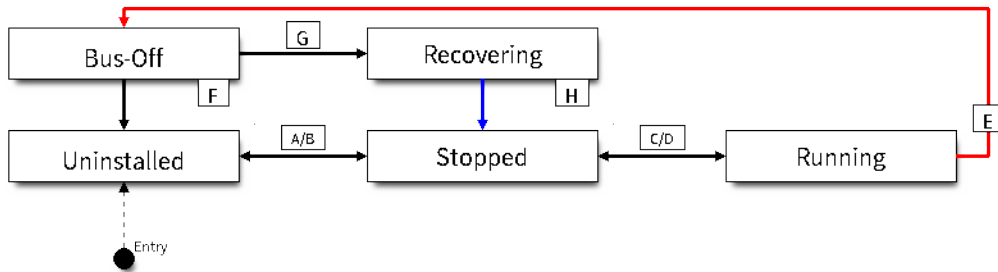 G
Bus-Off
Recovering
F
H
E
A/B
C/D
Uninstalled
Stopped
Running
Entry